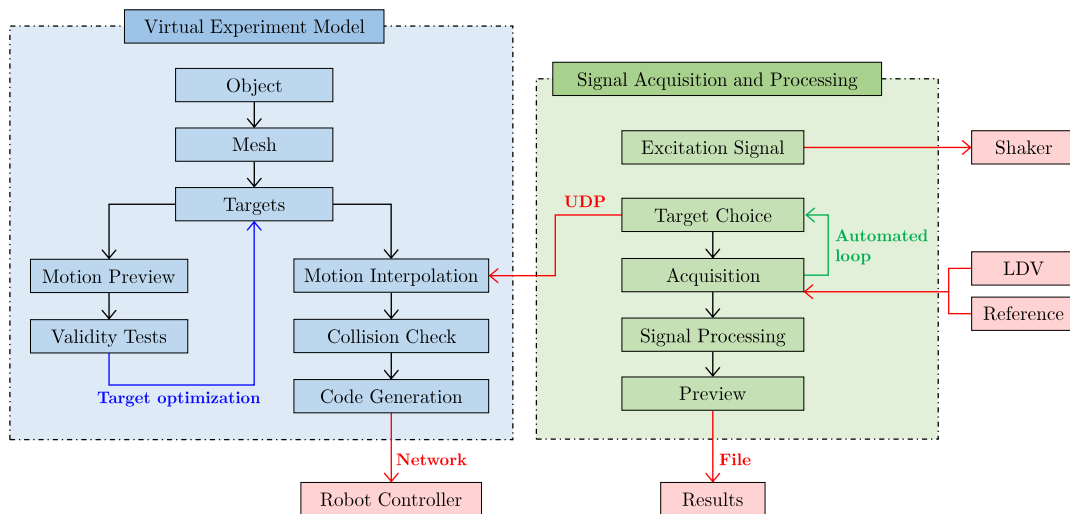 Virtual Experiment Model
Object
Mesh
Targets
Motion Preview
Validity Tests
Target optimization
Motion Interpolation
Collision Check
Code Generation
Network
Robot Controller
UDP
Signal Acquisition and Processing
Excitation Signal
Target Choice
Automated
loop
Acquisition
Signal Processing
Preview
File
Results
Shaker
LDV
Reference